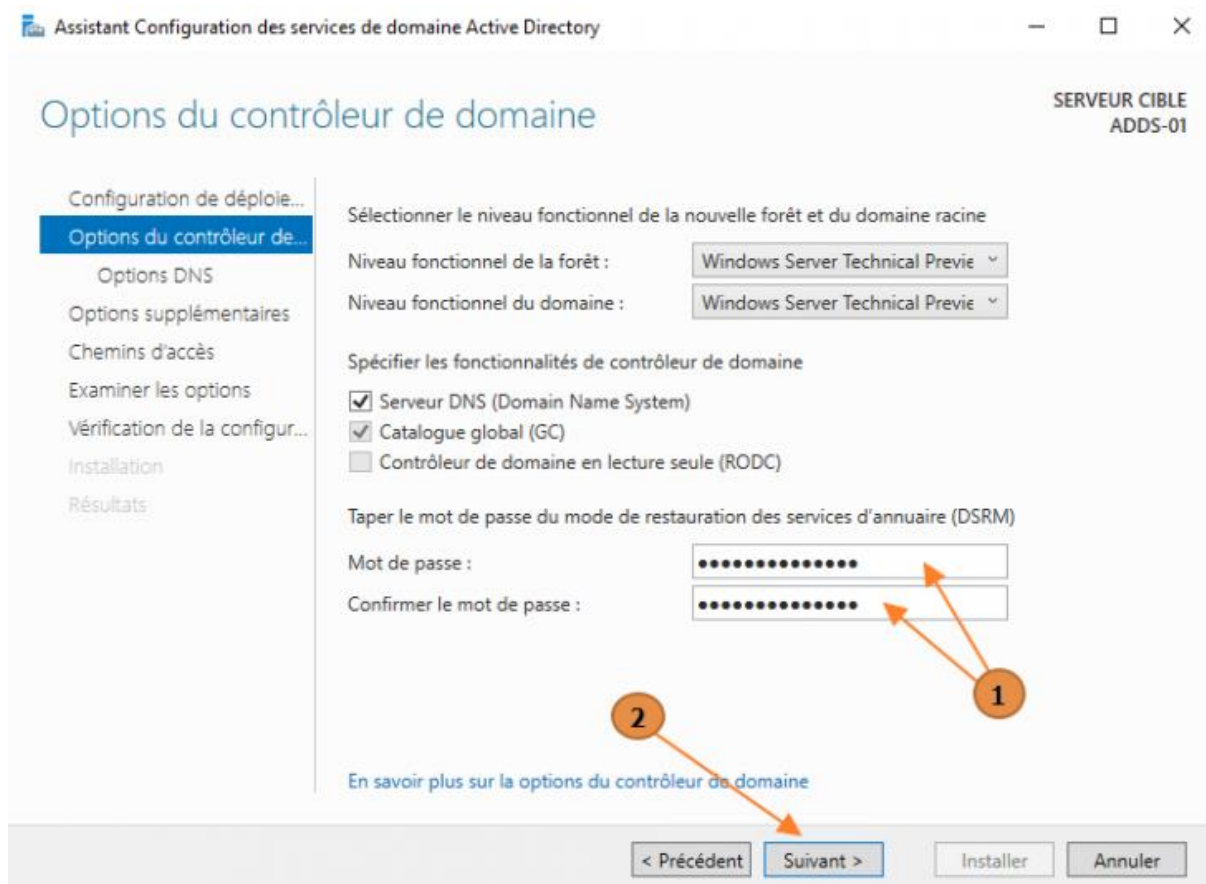 Assistant Configuration des services de domaine Active Directory
Options du contrôleur de domaine
SERVEUR CIBLE
ADDS-01
Configuration de déploie...
Options du contrôleur de...
Options DNS
Options supplémentaires
Chemins d'accès
Examiner les options
Vérification de la configur...
Installation
Résultats
Sélectionner le niveau fonctionnel de la nouvelle forêt et du domaine racine
Niveau fonctionnel de la forêt : Windows Server Technical Previe
Niveau fonctionnel du domaine : Windows Server Technical Previe
Spécifier les fonctionnalités de contrôleur de domaine
Serveur DNS (Domain Name System)
Catalogue global (GC)
Contrôleur de domaine en lecture seule (RODC)
Taper le mot de passe du mode de restauration des services d'annuaire (DSRM)
Mot de passe : ••••••••••••••
Confirmer le mot de passe : ••••••••••••••
1
2
En savoir plus sur la options du contrôleur de domaine
< Précédent Suivant > Installer Annuler